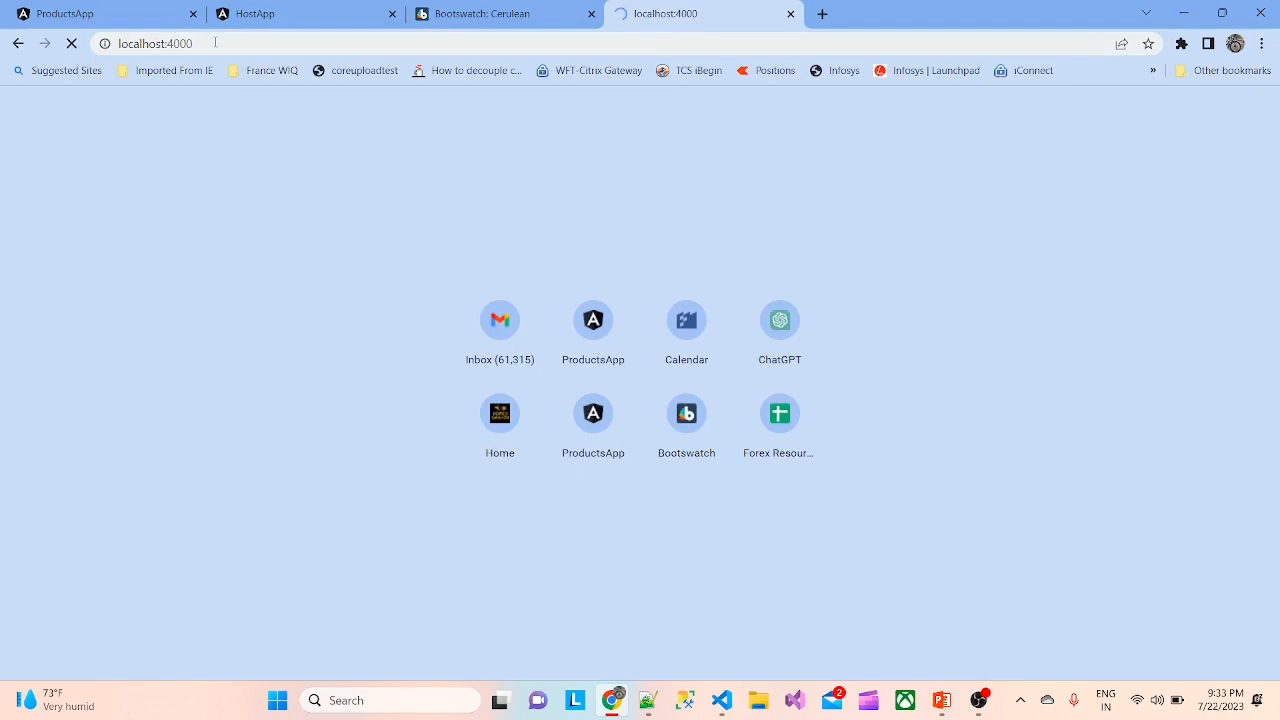 ProductsApp
HostApp
Bootswatch: Cerulean
localhost:4000
localhost:4000
Suggested Sites
Imported From IE
France WIO
coreuploadtest
How to decouple c...
WFT-Citrix Gateway
TCS iBegin
Positions
Infosys
Infosys | Launchpad
iConnect
»
Other bookmarks
Inbox (61,315)
ProductsApp
Calendar
ChatGPT
Home
ProductsApp
Bootswatch
Forex Resour...
73°F
Very humid
Search
2
ENG
IN
9:33 PM
7/22/2023